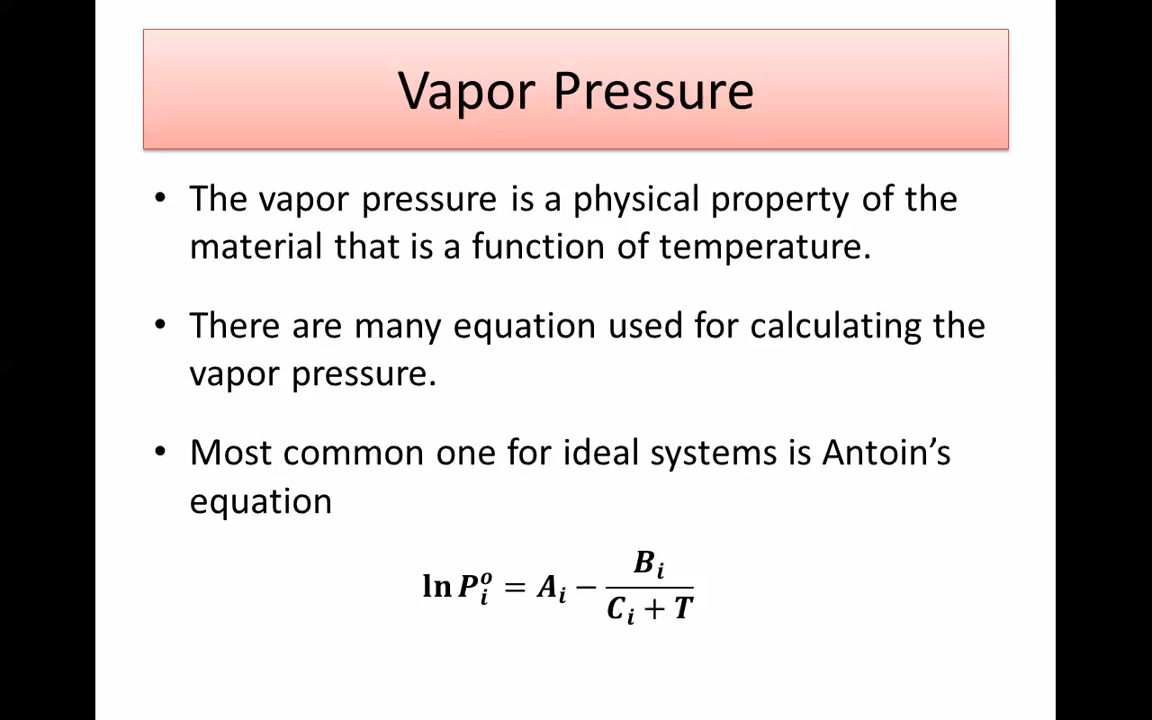 Vapor Pressure
• The vapor pressure is a physical property of the
material that is a function of temperature.
• There are many equation used for calculating the
vapor pressure.
• Most common one for ideal systems is Antoin’s
equation
ln P_i^o = A_i − B_i / (C_i + T)